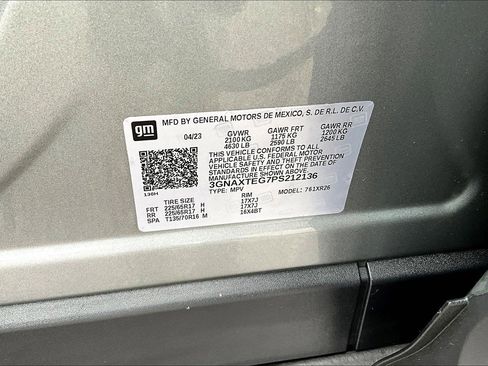 MFD BY GENERAL MOTORS DE MEXICO, S. DE R.L. DE C.V.
gm
04/23 GVWR GAWR FRT GAWR RR
2100 KG 1175 KG 1200 KG
4630 LB 2590 LB 2645 LB
THIS VEHICLE CONFORMS TO ALL
APPLICABLE U.S. FEDERAL MOTOR
VEHICLE SAFETY AND THEFT PREVENTION
STANDARDS IN EFFECT ON THE DATE OF
MANUFACTURE SHOWN ABOVE.
3GNAXTEG7PS212136
TYPE: MPV MODEL: 761XR26
TIRE SIZE RIM
FRT 225/65R17 H 17X7J
RR 225/65R17 H 17X7J
SPA T135/70R16 M 16X4BT